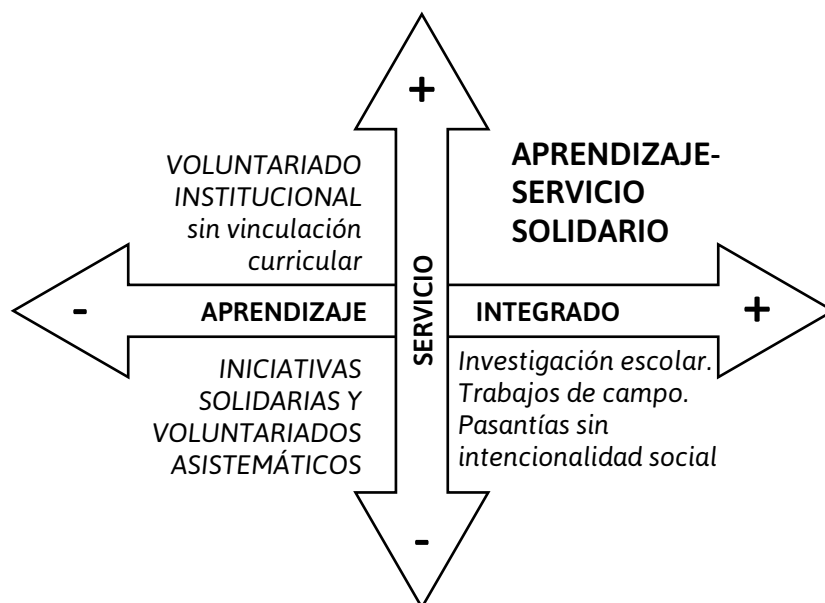 +
VOLUNTARIADO
INSTITUCIONAL
sin vinculación
curricular
APRENDIZAJE-
SERVICIO
SOLIDARIO
-
APRENDIZAJE
SERVICIO
INTEGRADO
+
INICIATIVAS
SOLIDARIAS Y
VOLUNTARIADOS
ASISTEMÁTICOS
Investigación escolar.
Trabajos de campo.
Pasantías sin
intencionalidad social
-